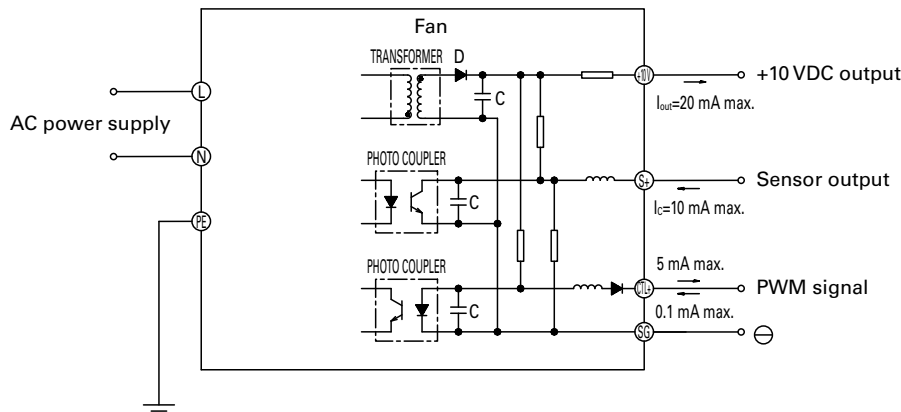 Fan
TRANSFORMER D
+10V
+10 VDC output
C
Iout=20 mA max.
L
AC power supply
N
PHOTO COUPLER
S+
Sensor output
C
IC=10 mA max.
PE
PHOTO COUPLER
5 mA max.
CTL+
PWM signal
C
0.1 mA max.
SG
⊖